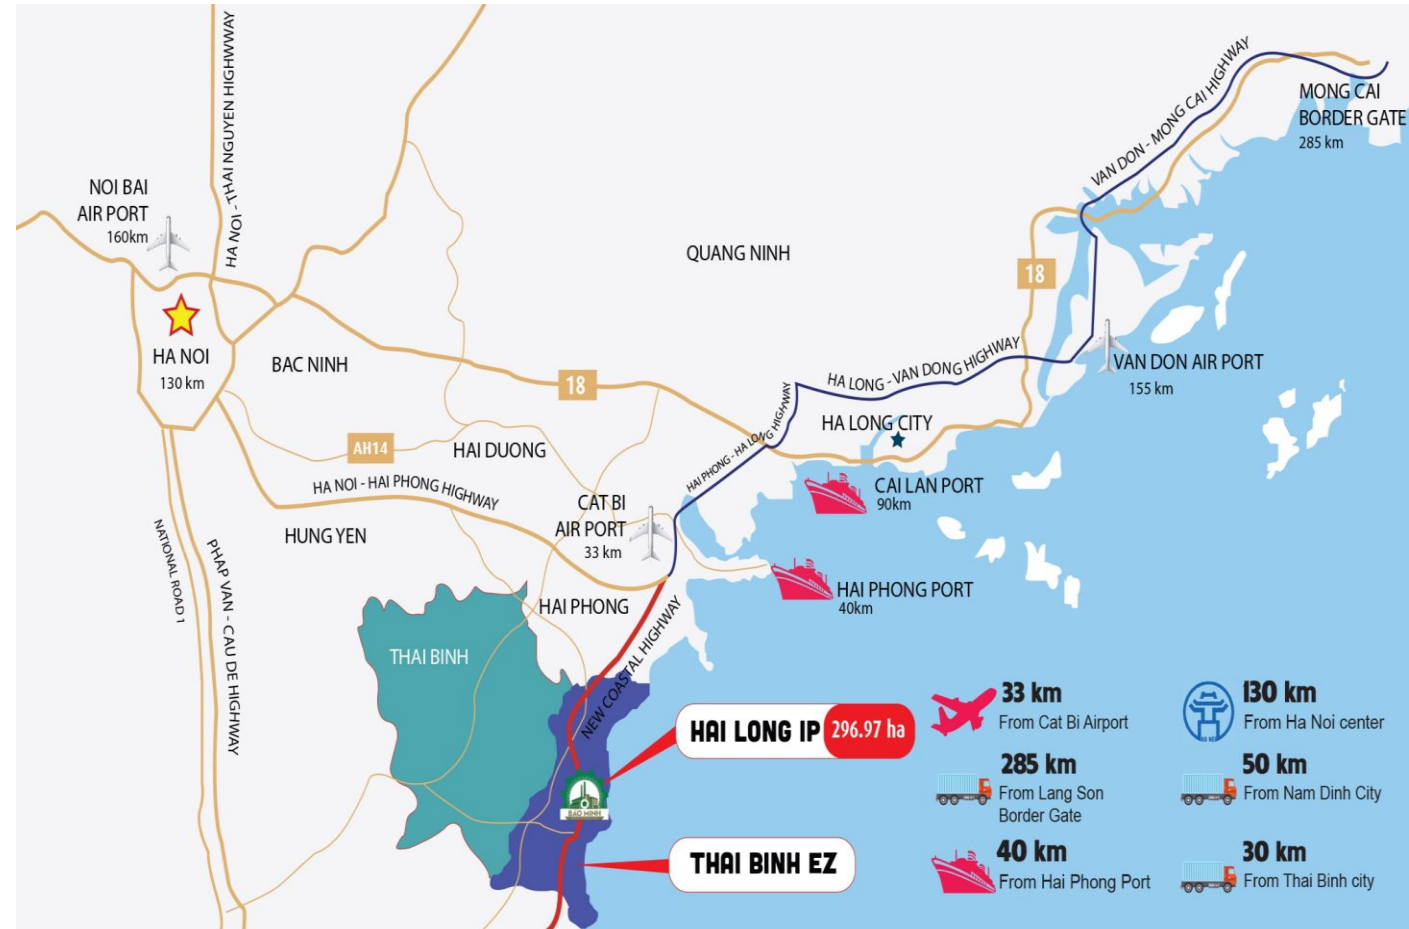 HA NOI - THAI NGUYEN HIGHWWAY
NOI BAI
AIR PORT
160km
HA NOI
130 km
BAC NINH
QUANG NINH
18
18
VAN DON - MONG CAI HIGHWAY
MONG CAI
BORDER GATE
285 km
HA LONG - VAN DONG HIGHWAY
VAN DON AIR PORT
155 km
HAI PHONG - HA LONG HIGHWAY
HA LONG CITY
AH14
HAI DUONG
HA NOI - HAI PHONG HIGHWAY
CAT BI
AIR PORT
33 km
CAI LAN PORT
90km
HUNG YEN
NATIONAL ROAD 1
PHAP VAN - CAU DE HIGHWAY
HAI PHONG
HAI PHONG PORT
40km
THAI BINH
NEW COASTAL HIGHWAY
HAI LONG IP
296.97 ha
BAO MINH
THAI BINH EZ
33 km
From Cat Bi Airport
130 km
From Ha Noi center
HA NOI
285 km
From Lang Son
Border Gate
50 km
From Nam Dinh City
40 km
From Hai Phong Port
30 km
From Thai Binh city